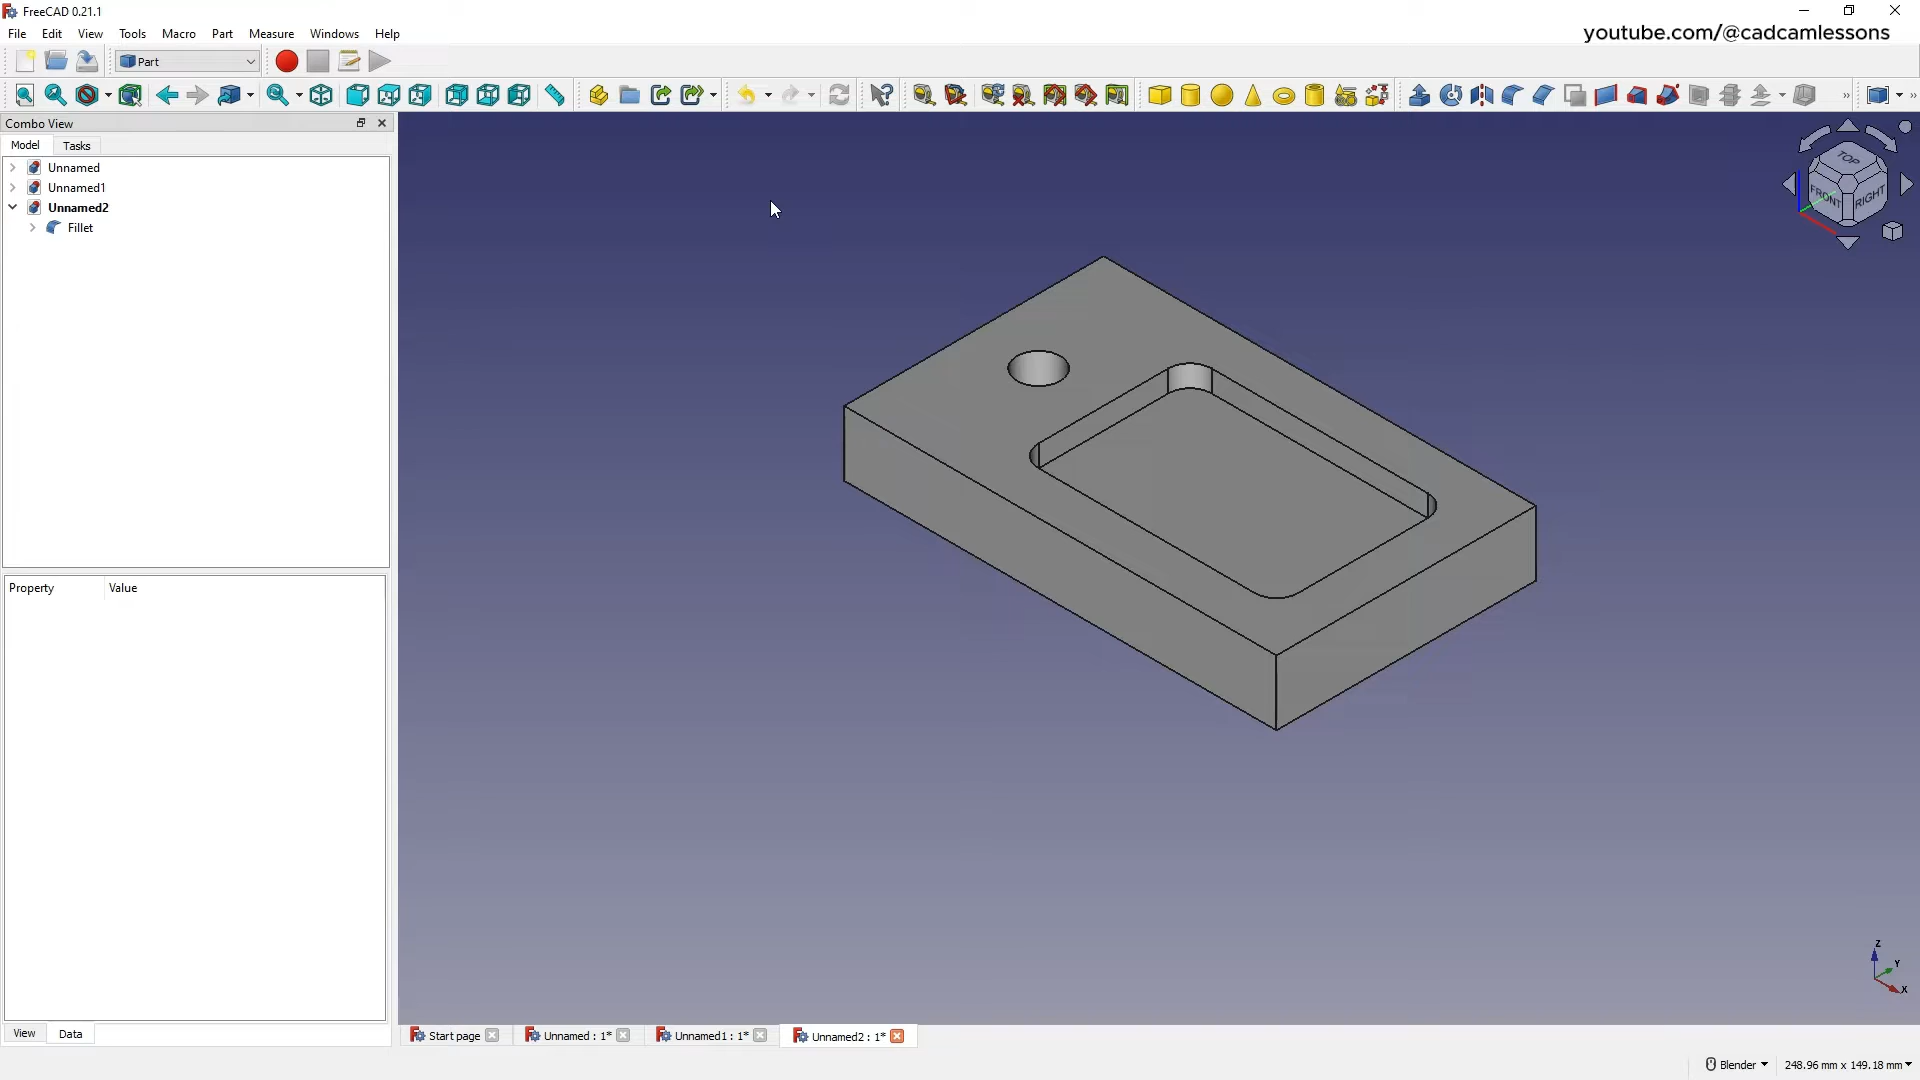 FreeCAD 0.21.1
File Edit View Tools Macro Part Measure Windows Help
youtube.com/@cadcamlessons
Part
Combo View
Model Tasks
Unnamed
Unnamed1
Unnamed2
Fillet
TOP
FRONT RIGHT
Property Value
Z
Y
X
View Data
Start page Unnamed : 1* Unnamed1 : 1* Unnamed2 : 1*
Blender 248.96 mm x 149.18 mm